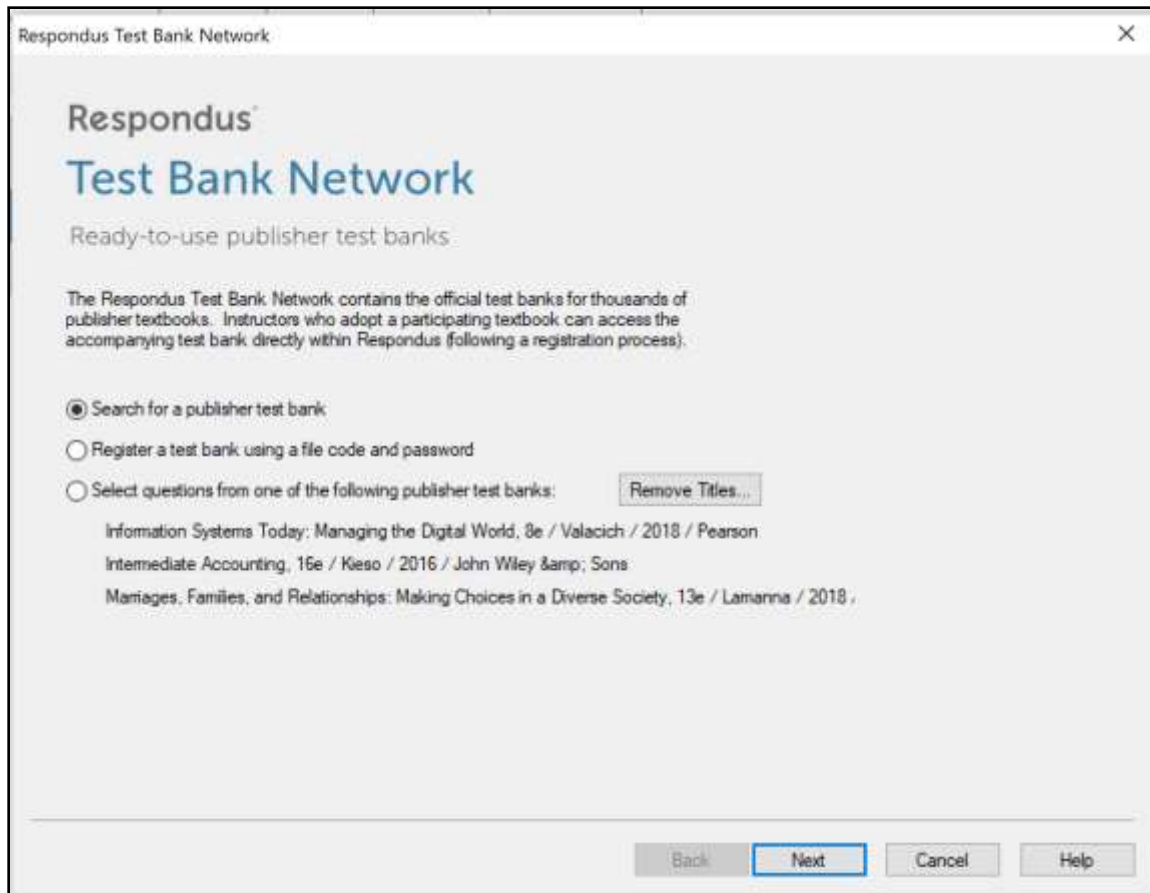 Respondus Test Bank Network
Respondus
Test Bank Network
Ready-to-use publisher test banks
The Respondus Test Bank Network contains the official test banks for thousands of
publisher textbooks. Instructors who adopt a participating textbook can access the
accompanying test bank directly within Respondus (following a registration process).
Search for a publisher test bank
Register a test bank using a file code and password
Select questions from one of the following publisher test banks: Remove Titles...
Information Systems Today: Managing the Digital World, 8e / Valacich / 2018 / Pearson
Intermediate Accounting, 16e / Kieso / 2016 / John Wiley &amp; Sons
Marriages, Families, and Relationships: Making Choices in a Diverse Society, 13e / Lamanna / 2018
Back Next Cancel Help